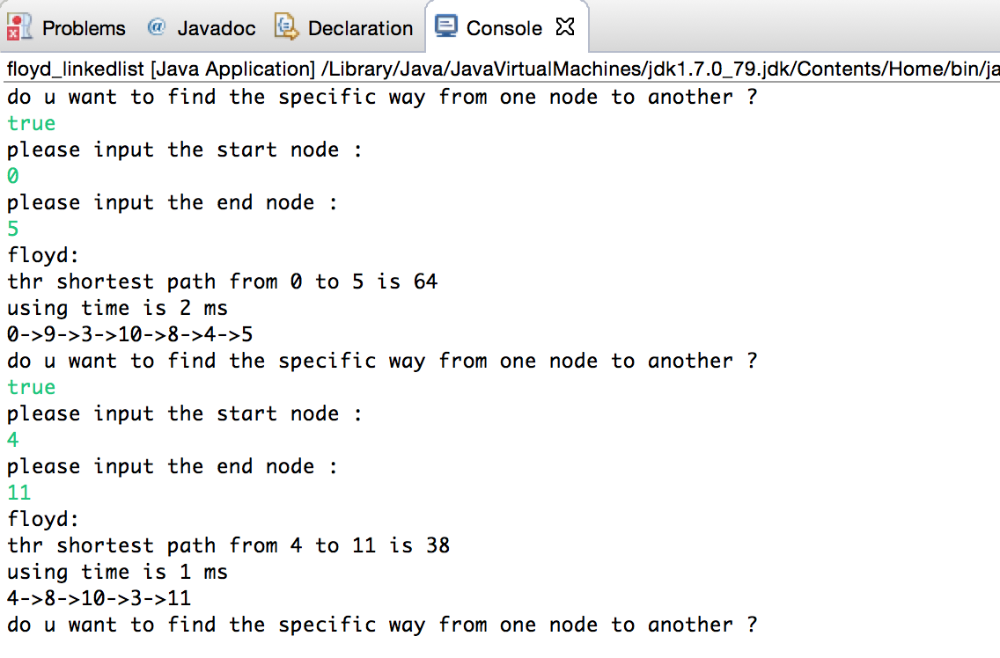 Problems @ Javadoc Declaration Console
floyd_linkedlist [Java Application] /Library/Java/JavaVirtualMachines/jdk1.7.0_79.jdk/Contents/Home/bin/ja
do u want to find the specific way from one node to another ?
true
please input the start node :
0
please input the end node :
5
floyd:
thr shortest path from 0 to 5 is 64
using time is 2 ms
0->9->3->10->8->4->5
do u want to find the specific way from one node to another ?
true
please input the start node :
4
please input the end node :
11
floyd:
thr shortest path from 4 to 11 is 38
using time is 1 ms
4->8->10->3->11
do u want to find the specific way from one node to another ?